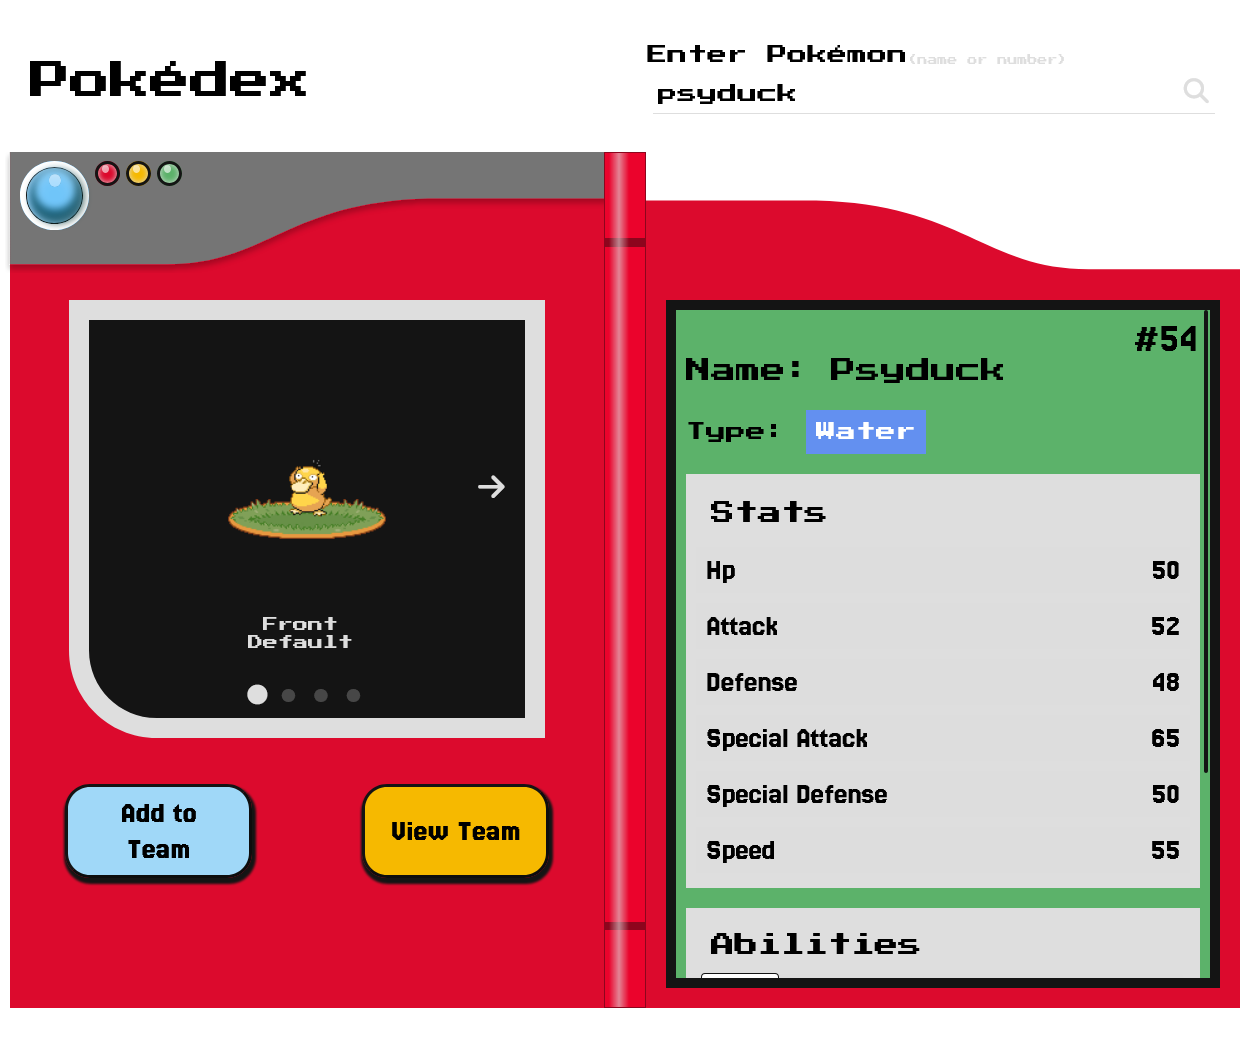 Pokédex
Enter Pokémon(name or number)
psyduck
Front
Default
Add to
Team
View Team
#54
Name: Psyduck
Type: Water
Stats
Hp 50
Attack 52
Defense 48
Special Attack 65
Special Defense 50
Speed 55
Abilities